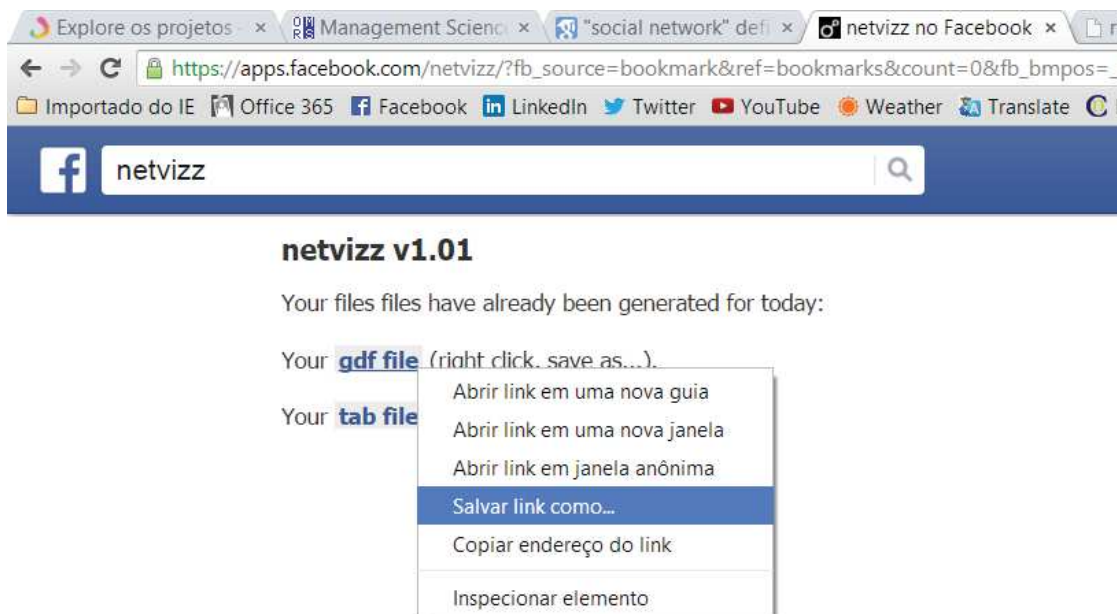 Explore os projetos - × Management Scienc × "social network" defi × netvizz no Facebook ×
https://apps.facebook.com/netvizz/?fb_source=bookmark&ref=bookmarks&count=0&fb_bmpos=_
Importado do IE Office 365 Facebook LinkedIn Twitter YouTube Weather Translate
netvizz
netvizz v1.01
Your files files have already been generated for today:
Your gdf file (right click, save as...).
Abrir link em uma nova guia
Your tab file
Abrir link em uma nova janela
Abrir link em janela anônima
Salvar link como...
Copiar endereço do link
Inspecionar elemento